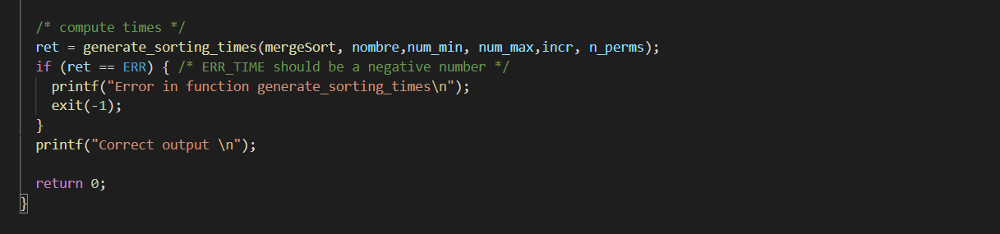 /* compute times */
ret = generate_sorting_times(mergeSort, nombre,num_min, num_max,incr, n_perms);
if (ret == ERR) { /* ERR_TIME should be a negative number */
printf("Error in function generate_sorting_times\n");
exit(-1);
}
printf("Correct output \n");
return 0;
}